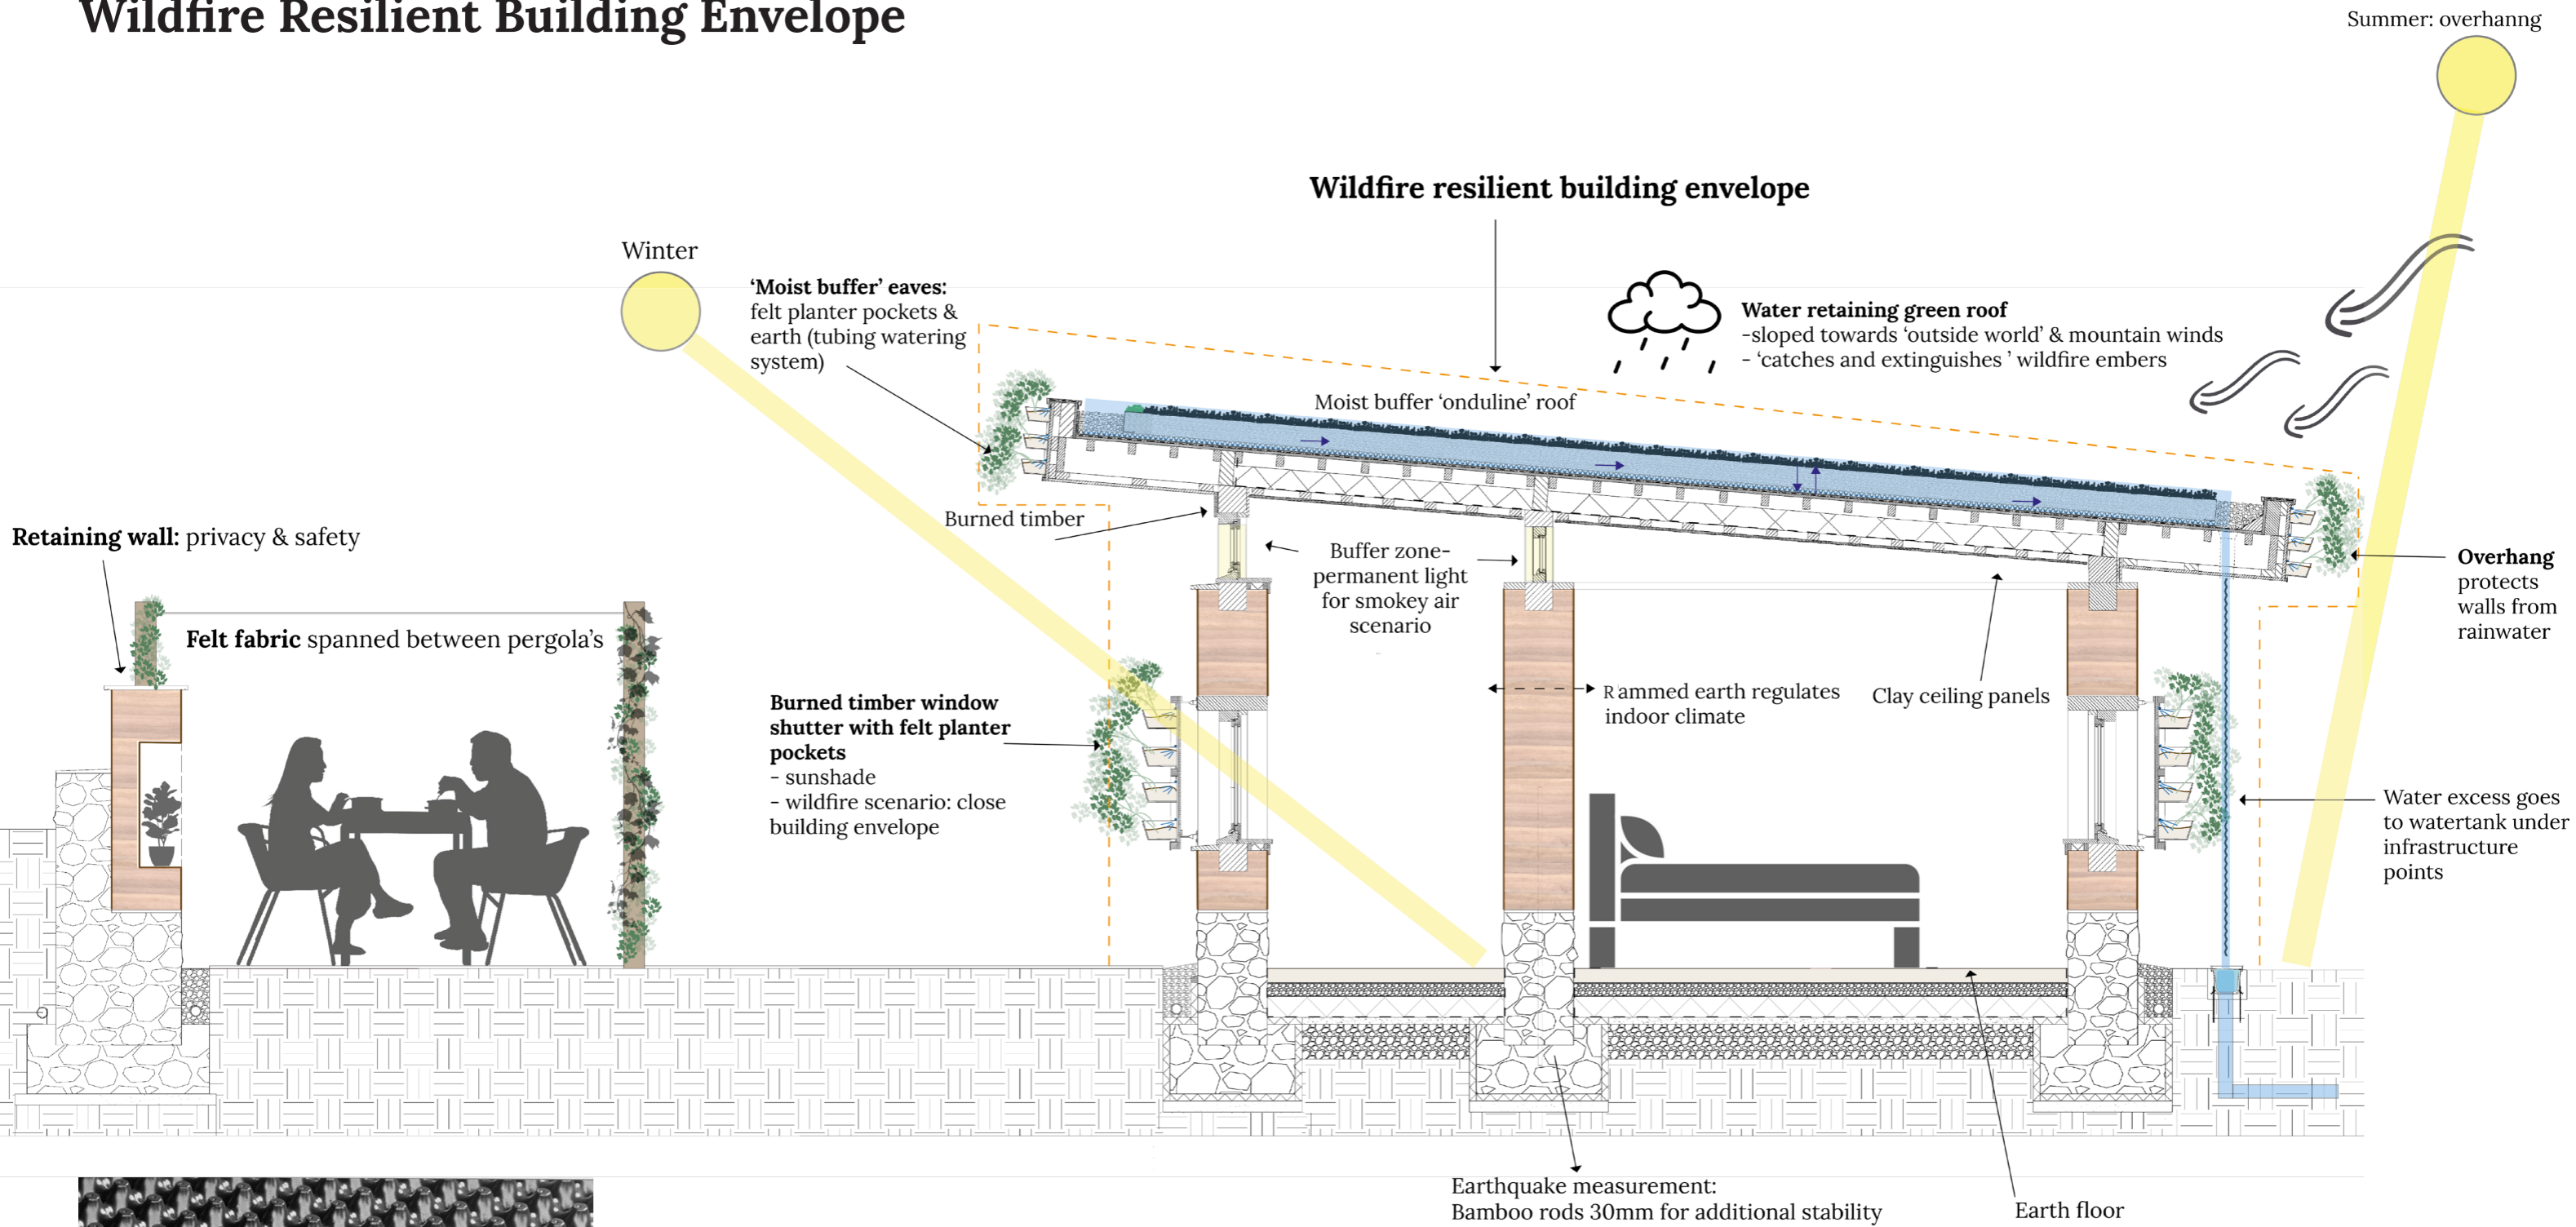 Wildfire Resilient Building Envelope
Summer: overhanng
Wildfire resilient building envelope
Winter
'Moist buffer' eaves:
felt planter pockets &
earth (tubing watering
system)
Water retaining green roof
-sloped towards 'outside world' & mountain winds
- 'catches and extinguishes ' wildfire embers
Moist buffer 'onduline' roof
Burned timber
Retaining wall: privacy & safety
Buffer zone-
permanent light
for smokey air
scenario
Overhang
protects
walls from
rainwater
Felt fabric spanned between pergola's
Burned timber window
shutter with felt planter
pockets
- sunshade
- wildfire scenario: close
building envelope
Rammed earth regulates
indoor climate
Clay ceiling panels
Water excess goes
to watertank under
infrastructure
points
Earthquake measurement:
Bamboo rods 30mm for additional stability
Earth floor